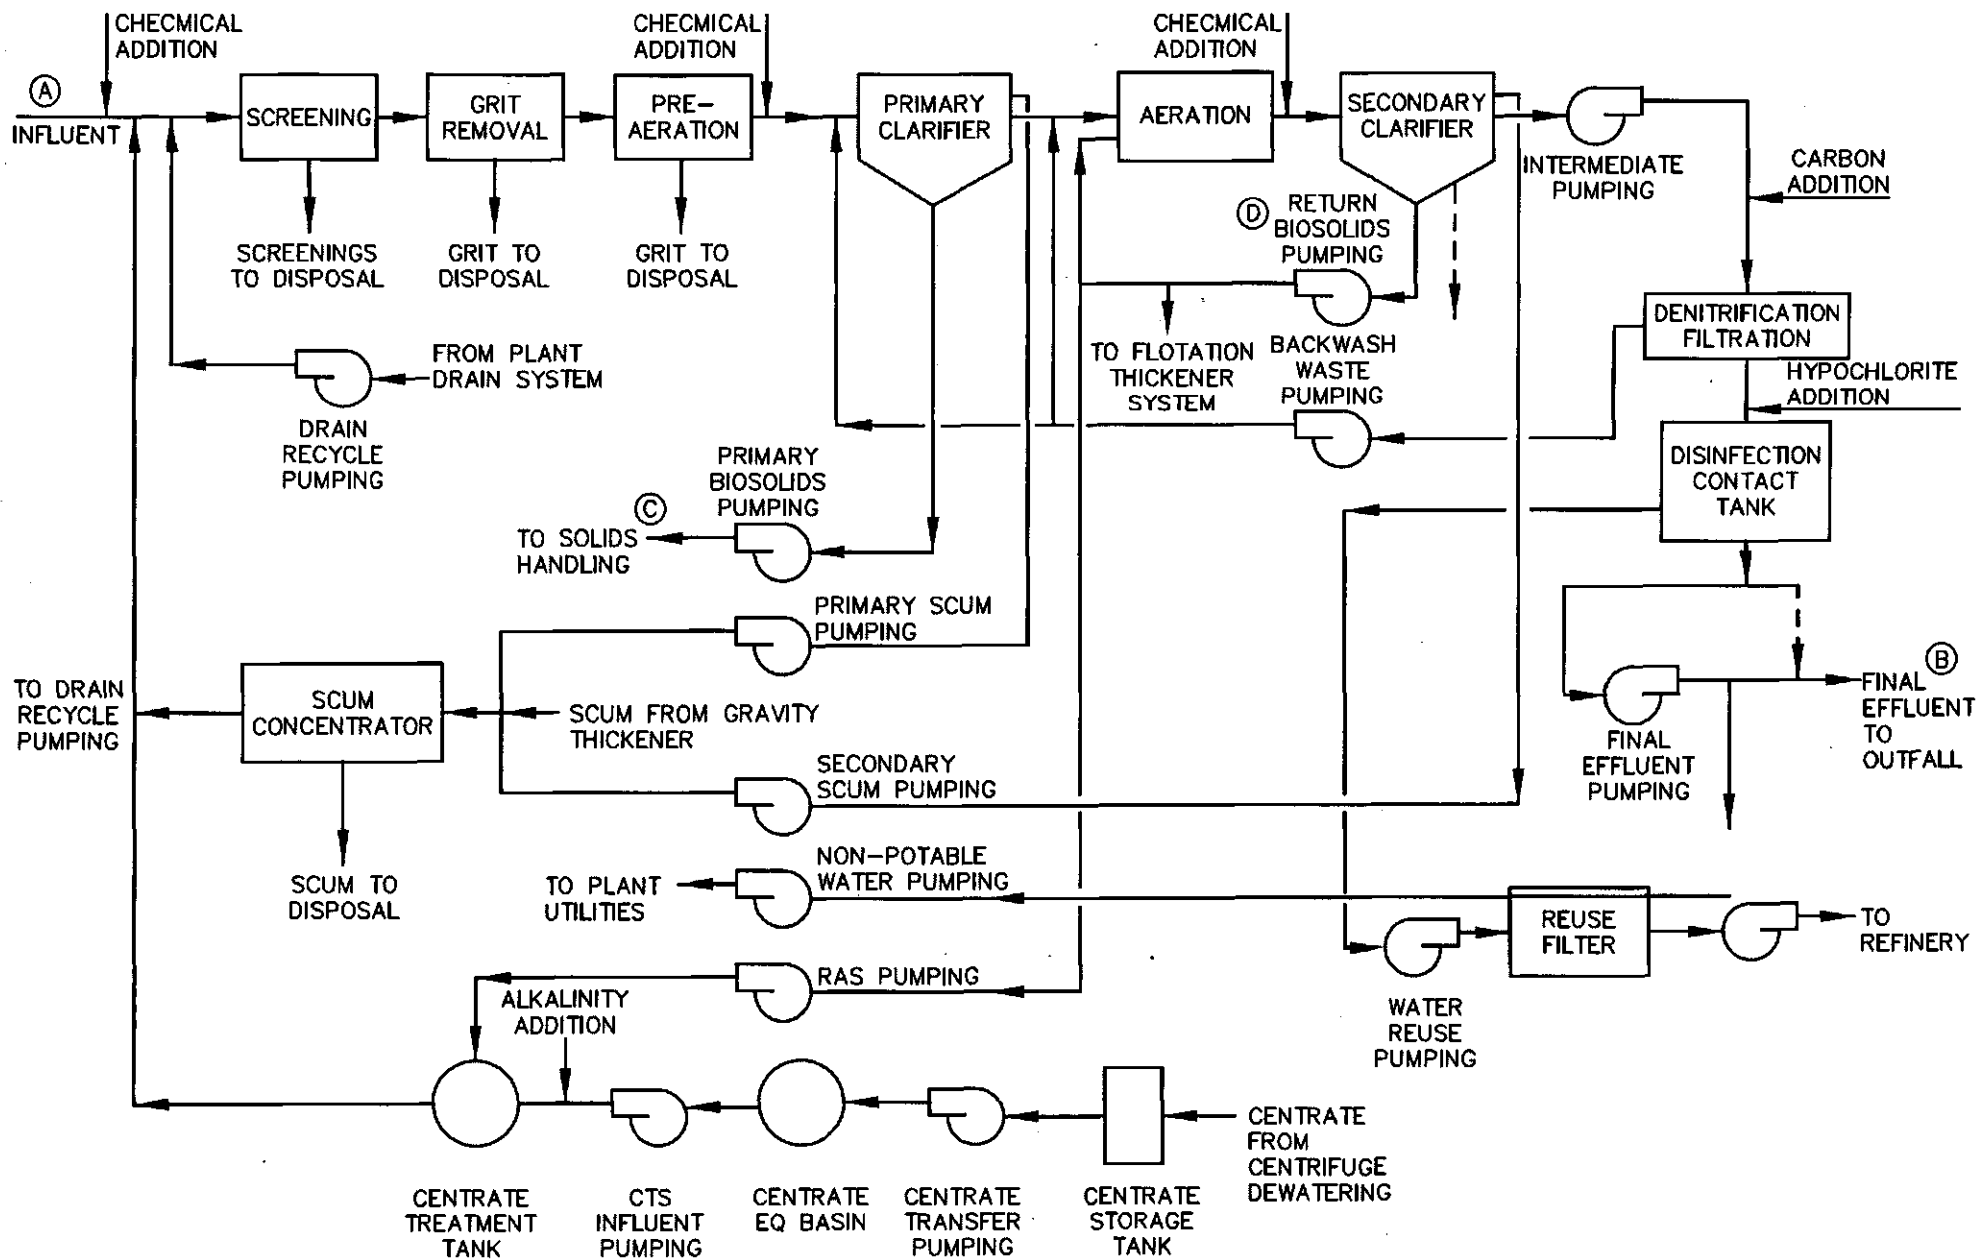 CHECMICAL
ADDITION
CHECMICAL
ADDITION
CHECMICAL
ADDITION
A
INFLUENT
SCREENING
GRIT
REMOVAL
PRE-
AERATION
PRIMARY
CLARIFIER
AERATION
SECONDARY
CLARIFIER
INTERMEDIATE
PUMPING
CARBON
ADDITION
SCREENINGS
TO DISPOSAL
GRIT TO
DISPOSAL
GRIT TO
DISPOSAL
D
RETURN
BIOSOLIDS
PUMPING
DENITRIFICATION
FILTRATION
FROM PLANT
DRAIN SYSTEM
TO FLOTATION
THICKENER
SYSTEM
BACKWASH
WASTE
PUMPING
HYPOCHLORITE
ADDITION
DRAIN
RECYCLE
PUMPING
PRIMARY
BIOSOLIDS
PUMPING
DISINFECTION
CONTACT
TANK
C
TO SOLIDS
HANDLING
PRIMARY SCUM
PUMPING
TO DRAIN
RECYCLE
PUMPING
SCUM
CONCENTRATOR
SCUM FROM GRAVITY
THICKENER
B
FINAL
EFFLUENT
TO
OUTFALL
FINAL
EFFLUENT
PUMPING
SECONDARY
SCUM PUMPING
SCUM TO
DISPOSAL
TO PLANT
UTILITIES
NON-POTABLE
WATER PUMPING
REUSE
FILTER
TO
REFINERY
RAS PUMPING
ALKALINITY
ADDITION
WATER
REUSE
PUMPING
CENTRATE
FROM
CENTRIFUGE
DEWATERING
CENTRATE
TREATMENT
TANK
CTS
INFLUENT
PUMPING
CENTRATE
EQ BASIN
CENTRATE
TRANSFER
PUMPING
CENTRATE
STORAGE
TANK